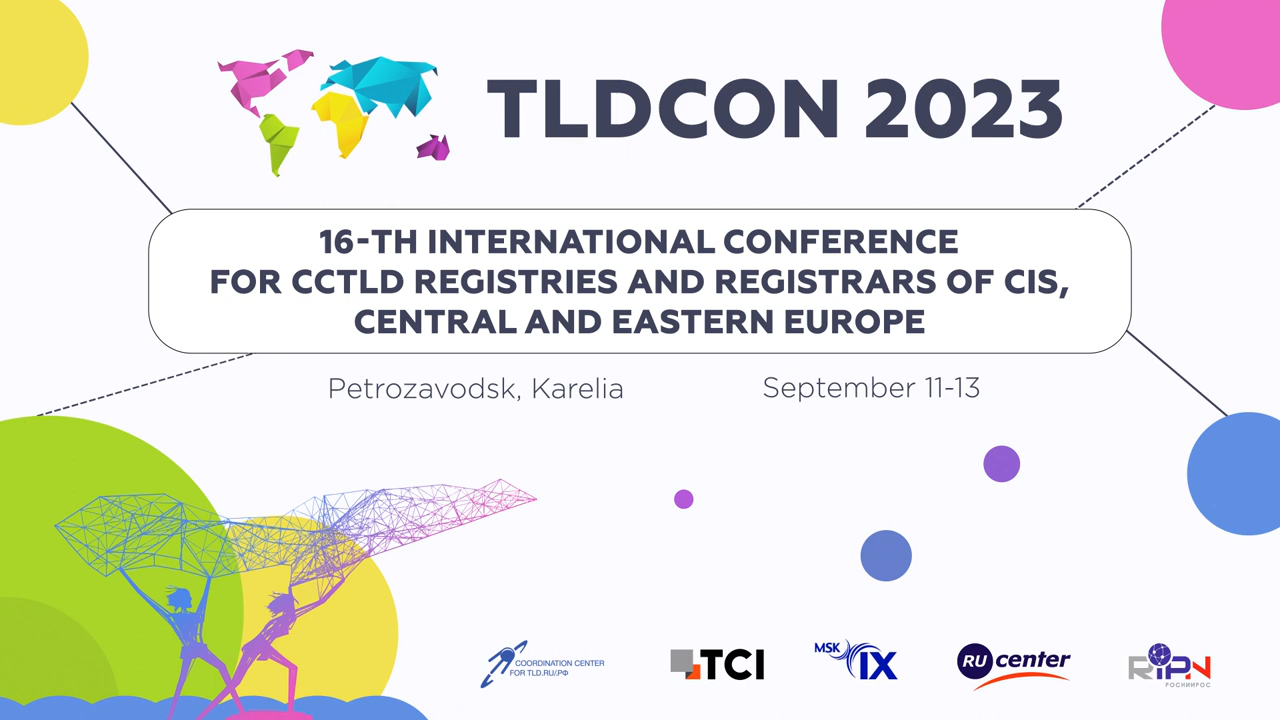 TLDCON 2023
16-TH INTERNATIONAL CONFERENCE
FOR CCTLD REGISTRIES AND REGISTRARS OF CIS,
CENTRAL AND EASTERN EUROPE
Petrozavodsk, Karelia
September 11-13
COORDINATION CENTER
FOR TLD.RU/.РФ
TCI
MSK
IX
RU center
RIPN
РОСНИИРОС